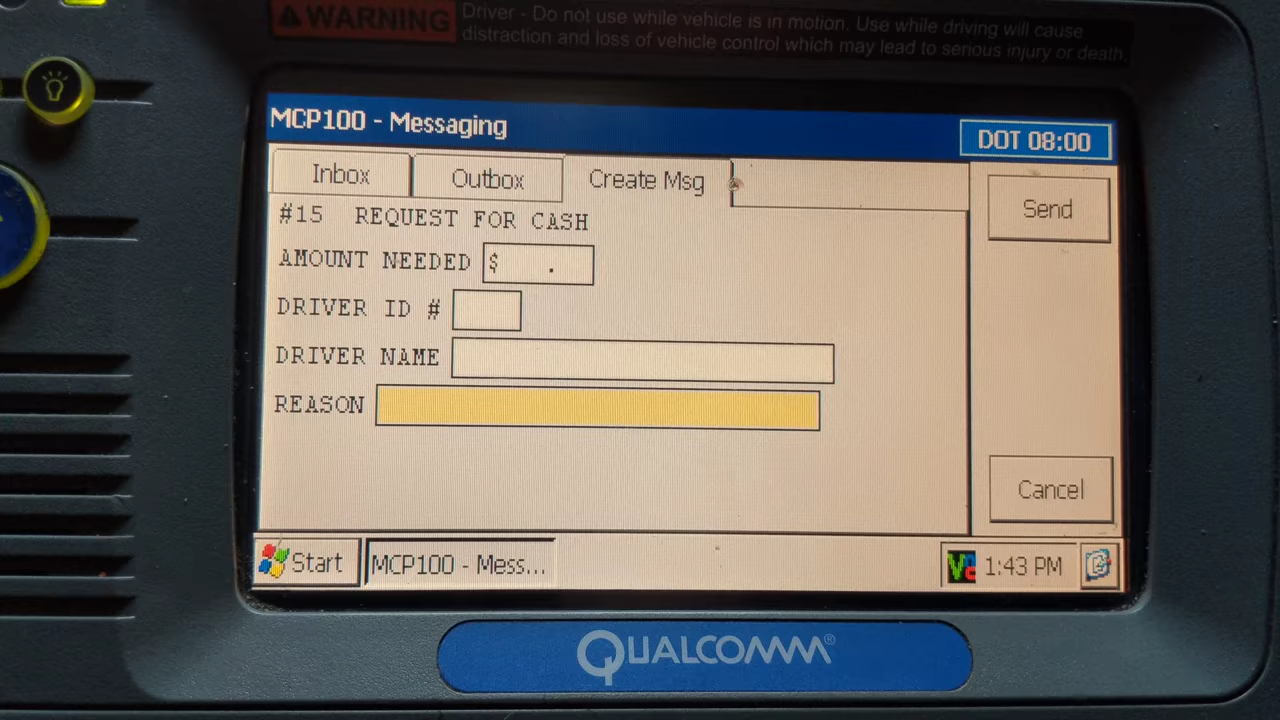 WARNING
Driver - Do not use while vehicle is in motion. Use while driving will cause
distraction and loss of vehicle control which may lead to serious injury or death.
MCP100 - Messaging
DOT 08:00
Inbox
Outbox
Create Msg
Send
#15 REQUEST FOR CASH
AMOUNT NEEDED $ .
DRIVER ID #
DRIVER NAME
REASON
Cancel
Start
MCP100 - Mess...
1:43 PM
QUALCOMM®